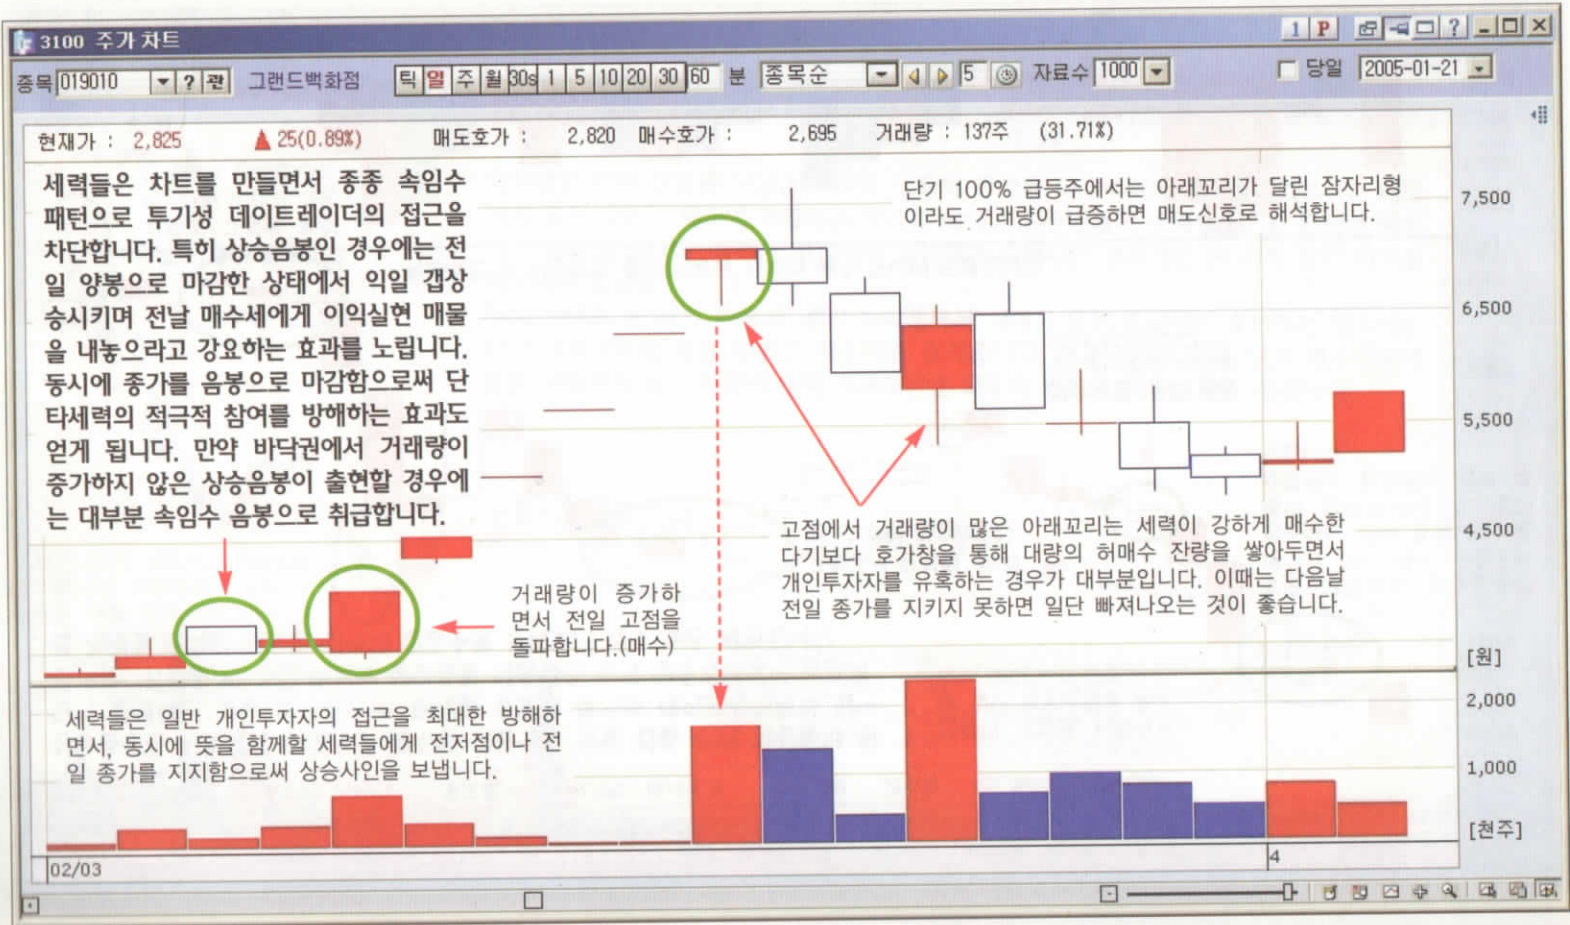 3100 주가차트
1 P ?
종목 019010 ? 관 그랜드백화점 틱 일 주 월 30s 1 5 10 20 30 60 분 종목순 5 자료수 1000 당일 2005-01-21
현재가 : 2,825 ▲ 25(0.89%) 매도호가 : 2,820 매수호가 : 2,695 거래량 : 137주 (31.71%)
세력들은 차트를 만들면서 종종 속임수
패턴으로 투기성 데이트레이더의 접근을
차단합니다. 특히 상승음봉인 경우에는 전
일 양봉으로 마감한 상태에서 익일 갭상
승시키며 전날 매수세에게 이익실현 매물
을 내놓으라고 강요하는 효과를 노립니다.
동시에 종가를 음봉으로 마감함으로써 단
타세력의 적극적 참여를 방해하는 효과도
얻게 됩니다. 만약 바닥권에서 거래량이
증가하지 않은 상승음봉이 출현할 경우에
는 대부분 속임수 음봉으로 취급합니다.
단기 100% 급등주에서는 아래꼬리가 달린 잠자리형
이라도 거래량이 급증하면 매도신호로 해석합니다.
7,500
6,500
5,500
4,500
고점에서 거래량이 많은 아래꼬리는 세력이 강하게 매수한
다기보다 호가창을 통해 대량의 허매수 잔량을 쌓아두면서
개인투자자를 유혹하는 경우가 대부분입니다. 이때는 다음날
전일 종가를 지키지 못하면 일단 빠져나오는 것이 좋습니다.
거래량이 증가하
면서 전일 고점을
돌파합니다.(매수)
[원]
세력들은 일반 개인투자자의 접근을 최대한 방해하
면서, 동시에 뜻을 함께할 세력들에게 전저점이나 전
일 종가를 지지함으로써 상승사인을 보냅니다.
2,000
1,000
[천주]
02/03
4